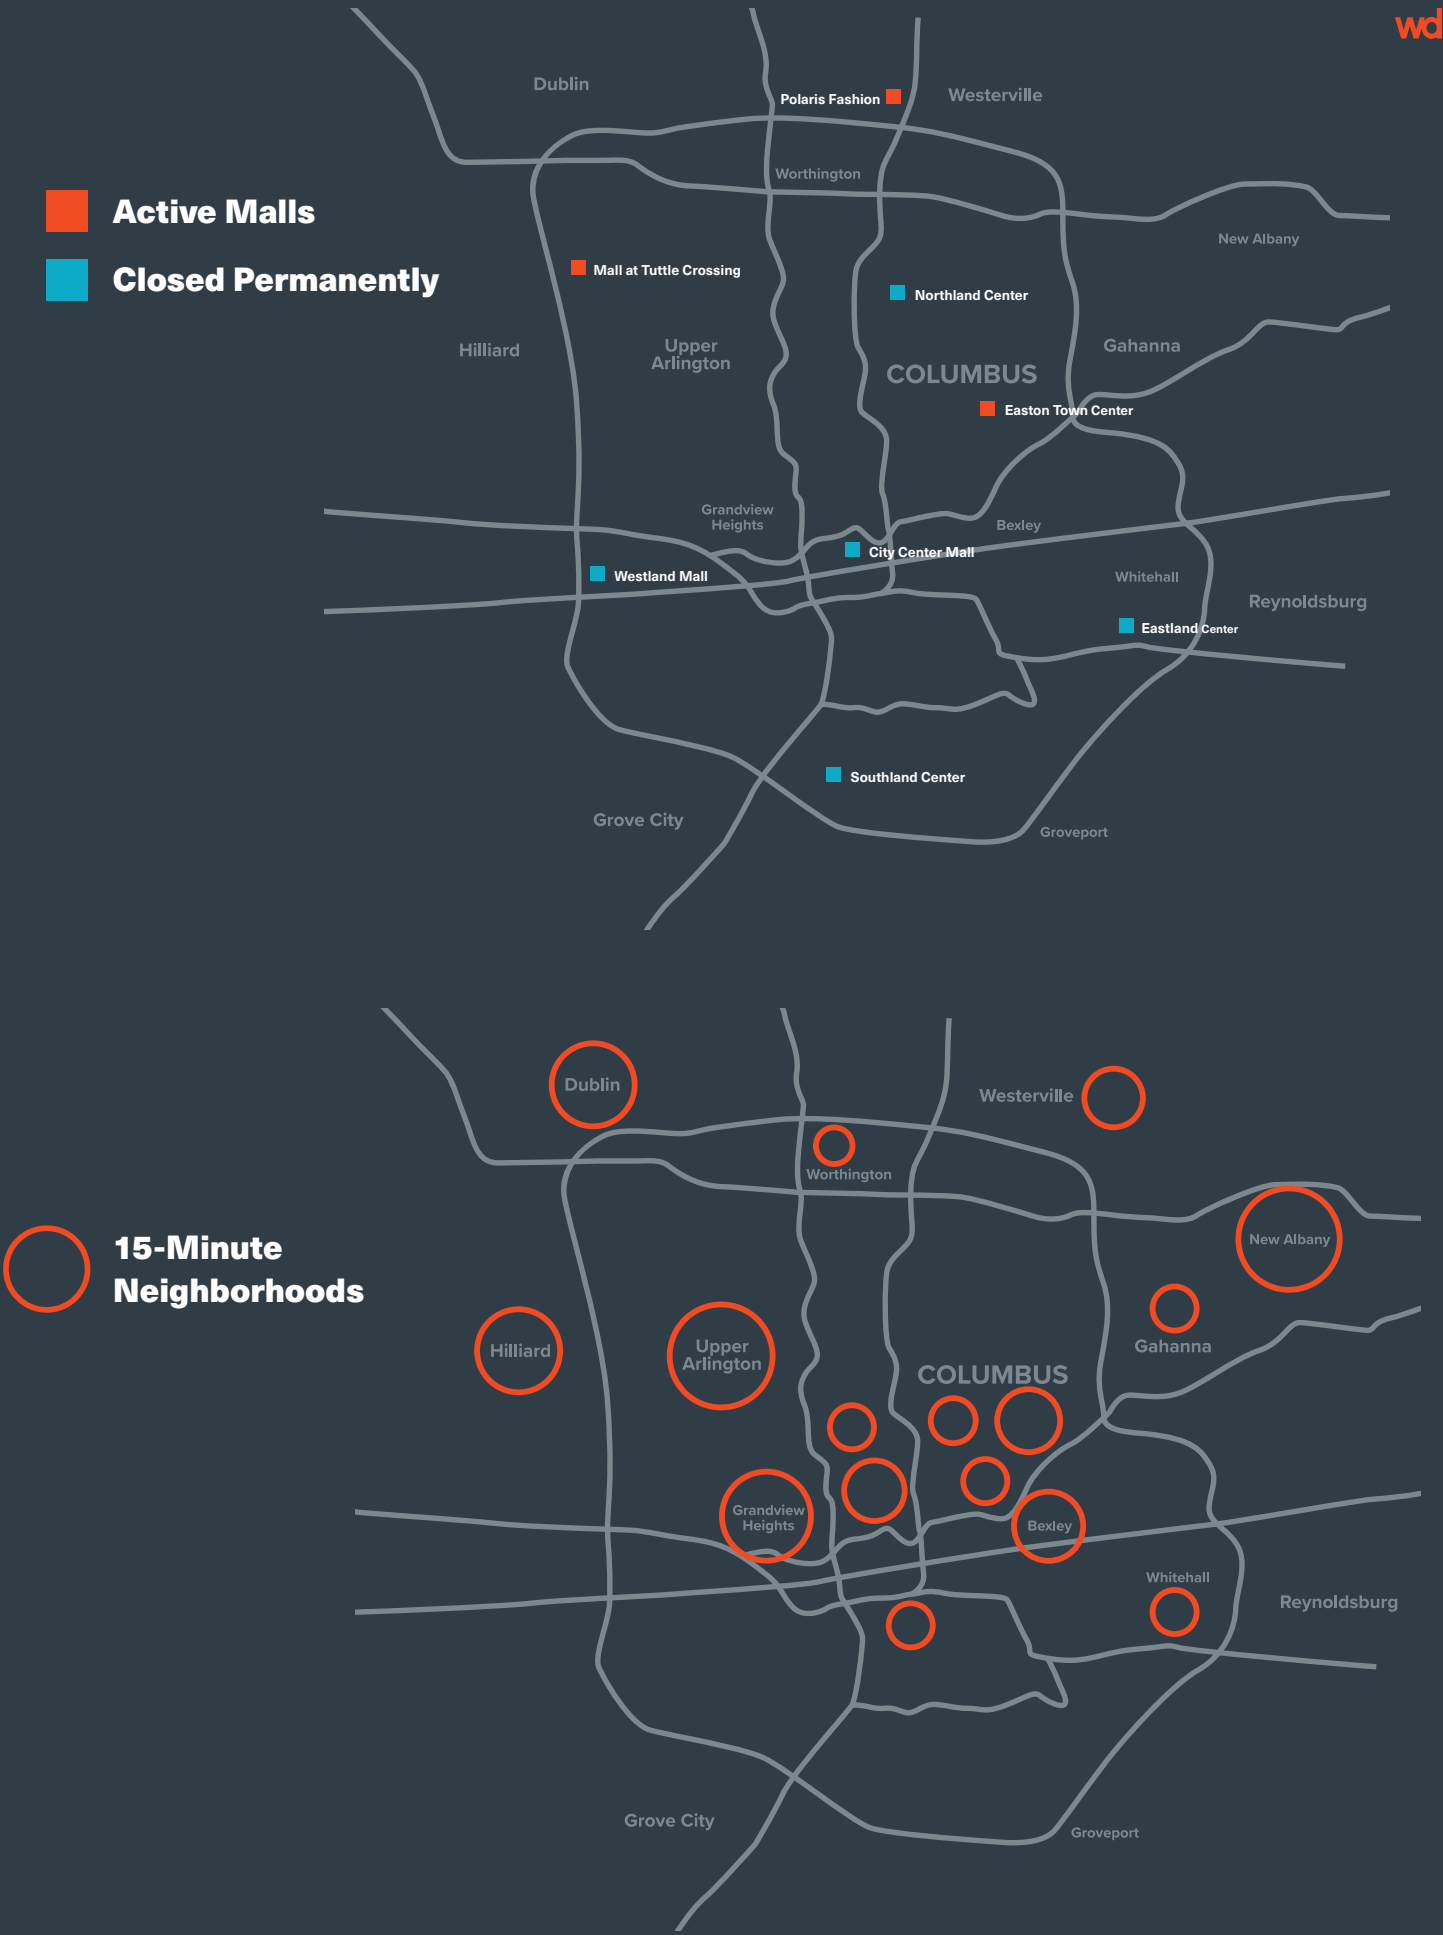 wd
Dublin
Polaris Fashion
Westerville
Worthington
Active Malls
New Albany
Mall at Tuttle Crossing
Closed Permanently
Northland Center
Hilliard
Upper
Arlington
Gahanna
COLUMBUS
Easton Town Center
Grandview
Heights
Bexley
City Center Mall
Westland Mall
Whitehall
Reynoldsburg
Eastland Center
Southland Center
Grove City
Groveport
Dublin
Westerville
Worthington
New Albany
15-Minute
Neighborhoods
Hilliard
Upper
Arlington
Gahanna
COLUMBUS
Grandview
Heights
Bexley
Whitehall
Reynoldsburg
Grove City
Groveport